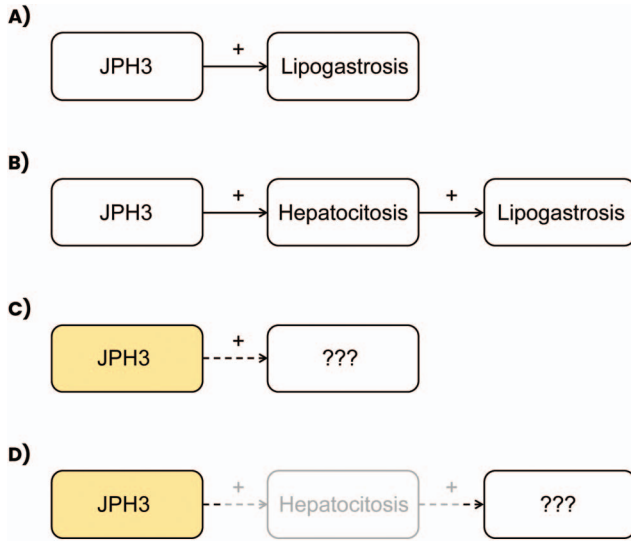 A)
+
JPH3 Lipogastrosis
B)
+ +
JPH3 Hepatocitosis Lipogastrosis
C)
+
JPH3 ???
D)
+ +
JPH3 Hepatocitosis ???